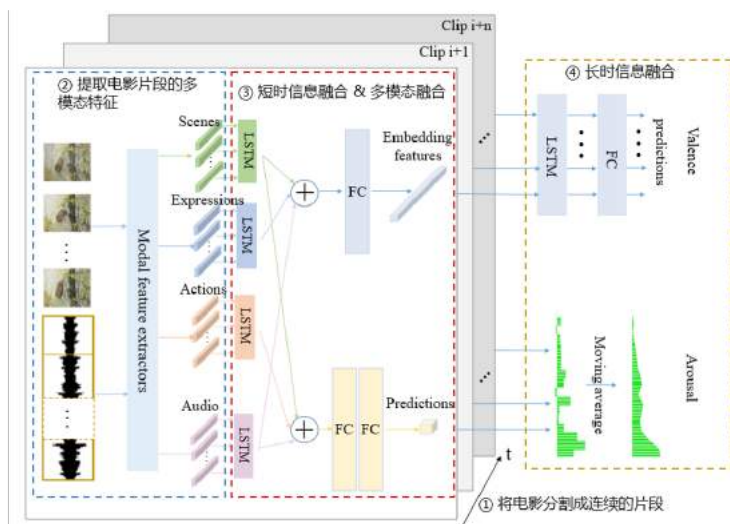 Clip i+n
Clip i+1
② 提取电影片段的多
模态特征
③ 短时信息融合 & 多模态融合
④ 长时信息融合
Scenes
Expressions
Actions
Audio
Modal feature extractors
LSTM
LSTM
LSTM
LSTM
FC
Embedding
features
FC
FC
Predictions
LSTM
FC
Valence
predictions
Moving average
Arousal
t
① 将电影分割成连续的片段